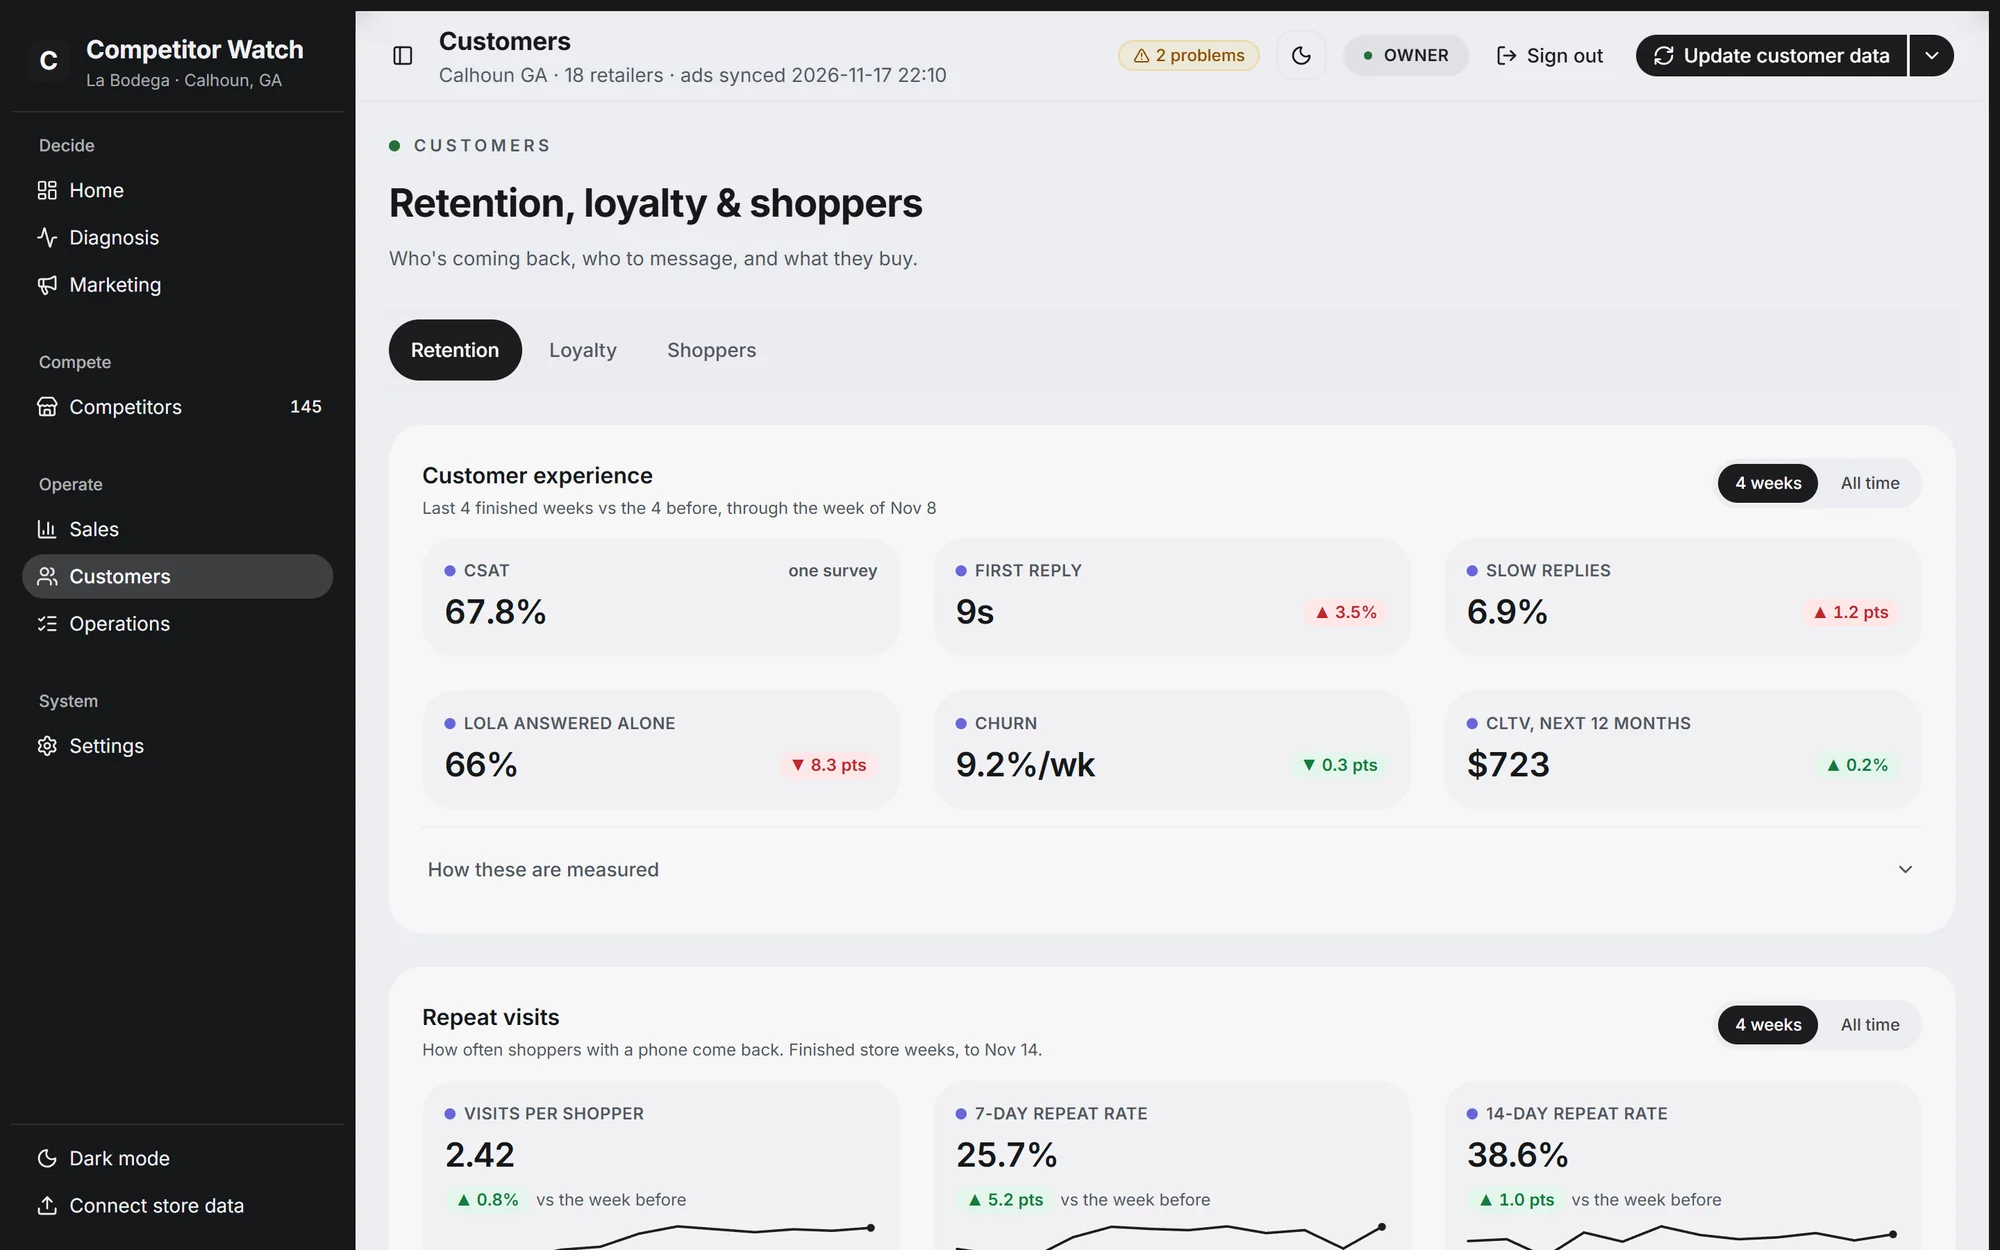 C
Competitor Watch
La Bodega · Calhoun, GA
Decide
Home
Diagnosis
Marketing
Compete
Competitors 145
Operate
Sales
Customers
Operations
System
Settings
Dark mode
Connect store data
Customers
Calhoun GA · 18 retailers · ads synced 2026-11-17 22:10
2 problems
OWNER
Sign out
Update customer data
CUSTOMERS
Retention, loyalty & shoppers
Who's coming back, who to message, and what they buy.
Retention Loyalty Shoppers
Customer experience
Last 4 finished weeks vs the 4 before, through the week of Nov 8
4 weeks All time
CSAT one survey
67.8%
FIRST REPLY
9s ▲ 3.5%
SLOW REPLIES
6.9% ▲ 1.2 pts
LOLA ANSWERED ALONE
66% ▼ 8.3 pts
CHURN
9.2%/wk ▼ 0.3 pts
CLTV, NEXT 12 MONTHS
$723 ▲ 0.2%
How these are measured
Repeat visits
How often shoppers with a phone come back. Finished store weeks, to Nov 14.
4 weeks All time
VISITS PER SHOPPER
2.42
▲ 0.8% vs the week before
7-DAY REPEAT RATE
25.7%
▲ 5.2 pts vs the week before
14-DAY REPEAT RATE
38.6%
▲ 1.0 pts vs the week before